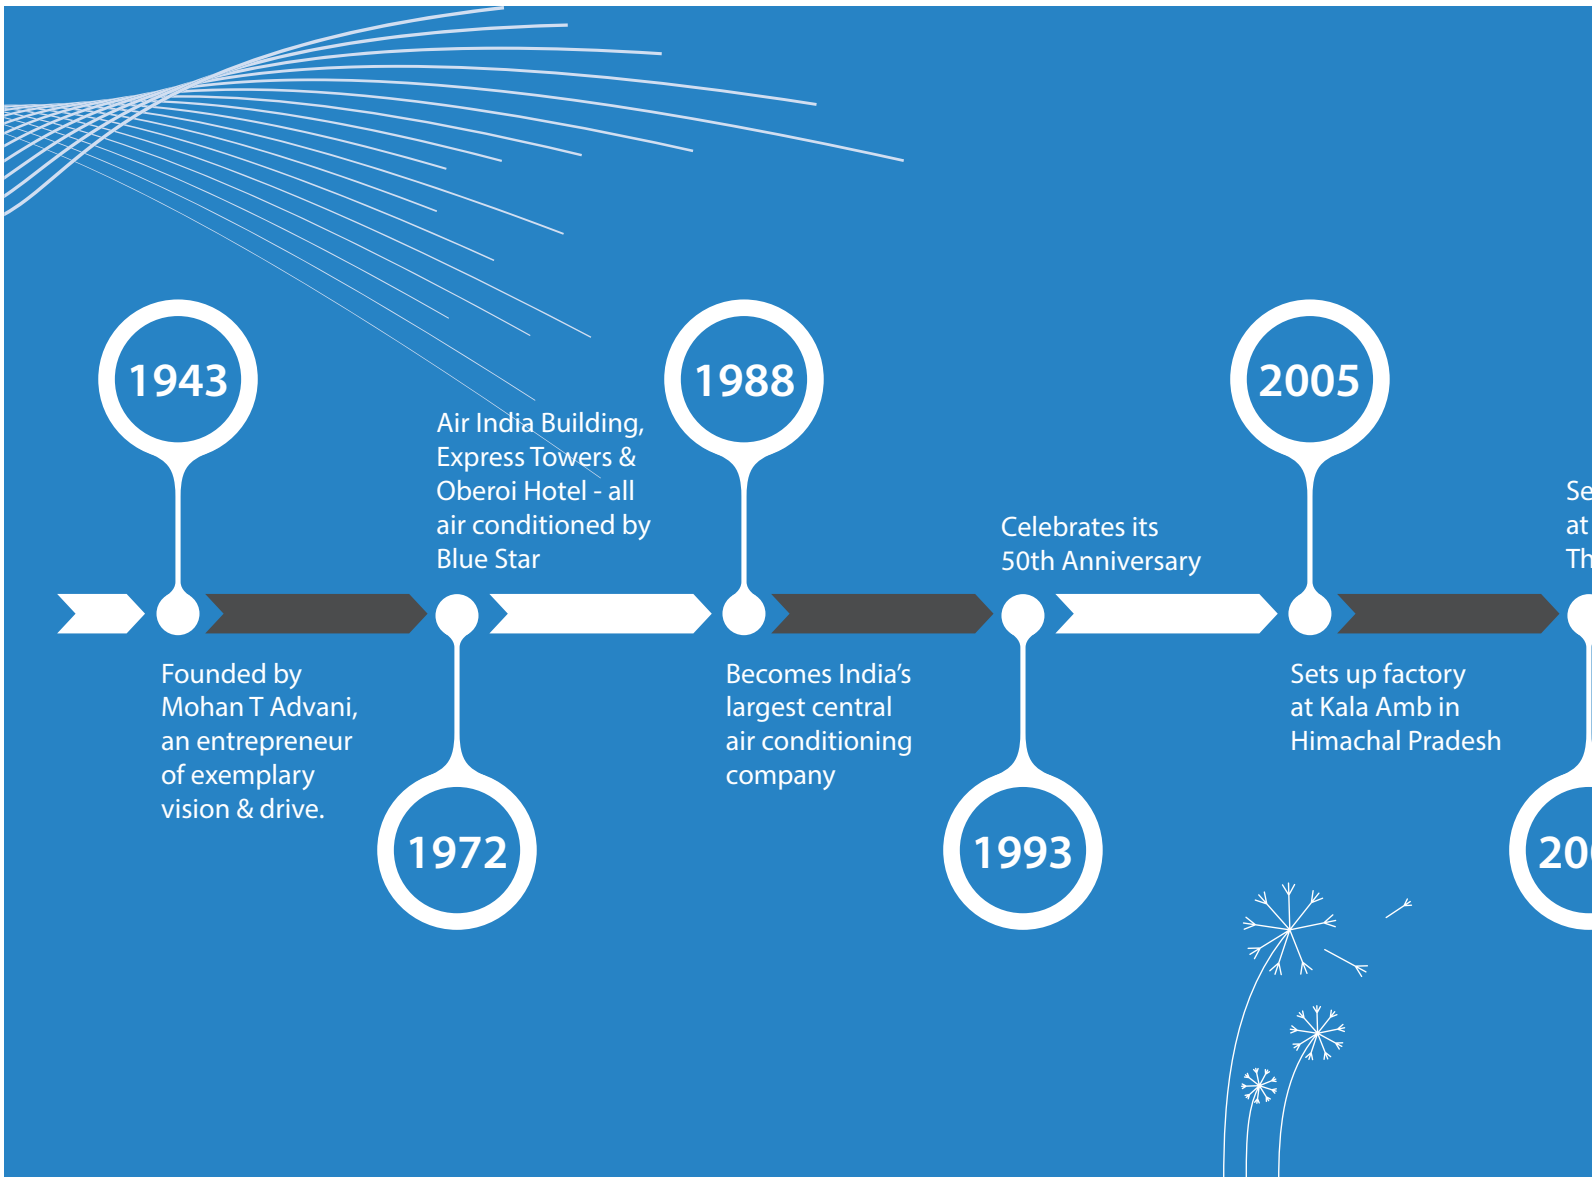 1943
Founded by
Mohan T Advani,
an entrepreneur
of exemplary
vision & drive.
Air India Building,
Express Towers &
Oberoi Hotel - all
air conditioned by
Blue Star
1972
1988
Becomes India's
largest central
air conditioning
company
Celebrates its
50th Anniversary
1993
2005
Sets up factory
at Kala Amb in
Himachal Pradesh
at